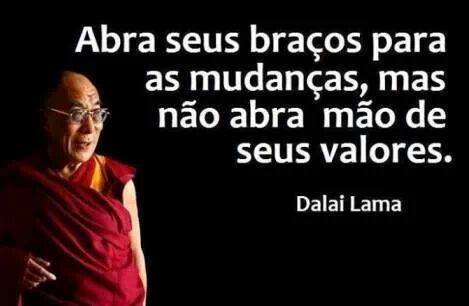 Abra seus braços para
as mudanças, mas
não abra mão de
seus valores.
Dalai Lama